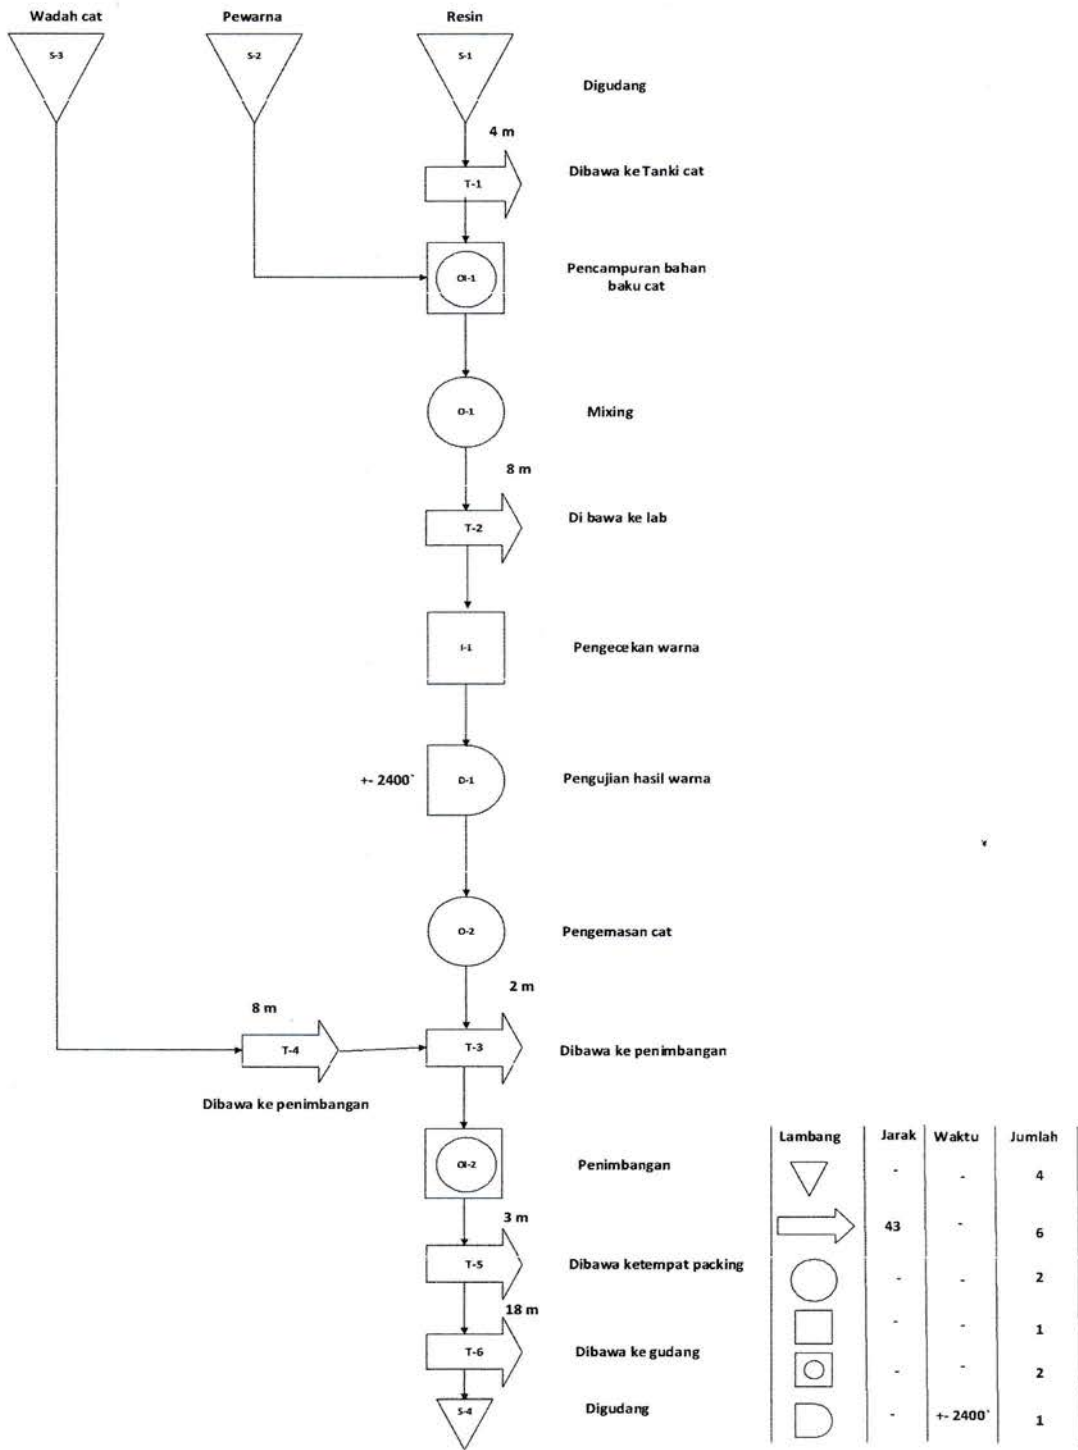 Wadah cat
Pewarna
Resin
S-3
S-2
S-1
Digudang
4 m
T-1
Dibawa ke Tanki cat
OI-1
Pencampuran bahan
baku cat
O-1
Mixing
8 m
T-2
Di bawa ke lab
I-1
Pengecekan warna
+- 2400`
D-1
Pengujian hasil warna
O-2
Pengemasan cat
2 m
8 m
T-4
T-3
Dibawa ke penimbangan
Dibawa ke penimbangan
OI-2
Penimbangan
3 m
T-5
Dibawa ketempat packing
18 m
T-6
Dibawa ke gudang
S-4
Digudang
Lambang Jarak Waktu Jumlah
- - 4
43 - 6
- - 2
- - 1
- - 2
- +- 2400` 1